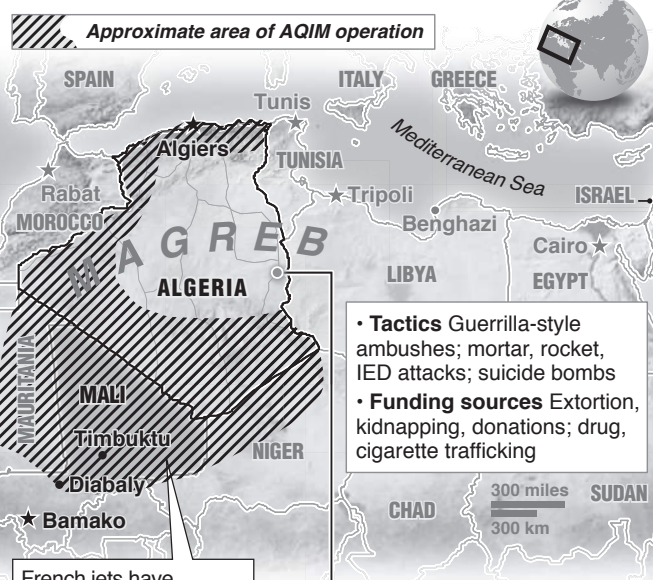 Approximate area of AQIM operation
SPAIN
ITALY
GREECE
Tunis
Algiers
TUNISIA
Mediterranean Sea
Rabat
Tripoli
ISRAEL
MOROCCO
Benghazi
Cairo
MAGREB
ALGERIA
LIBYA
EGYPT
• Tactics Guerrilla-style
ambushes; mortar, rocket,
IED attacks; suicide bombs
• Funding sources Extortion,
kidnapping, donations; drug,
cigarette trafficking
MAURITANIA
MALI
Timbuktu
NIGER
Diabaly
300 miles
SUDAN
CHAD
Bamako
300 km
French jets have